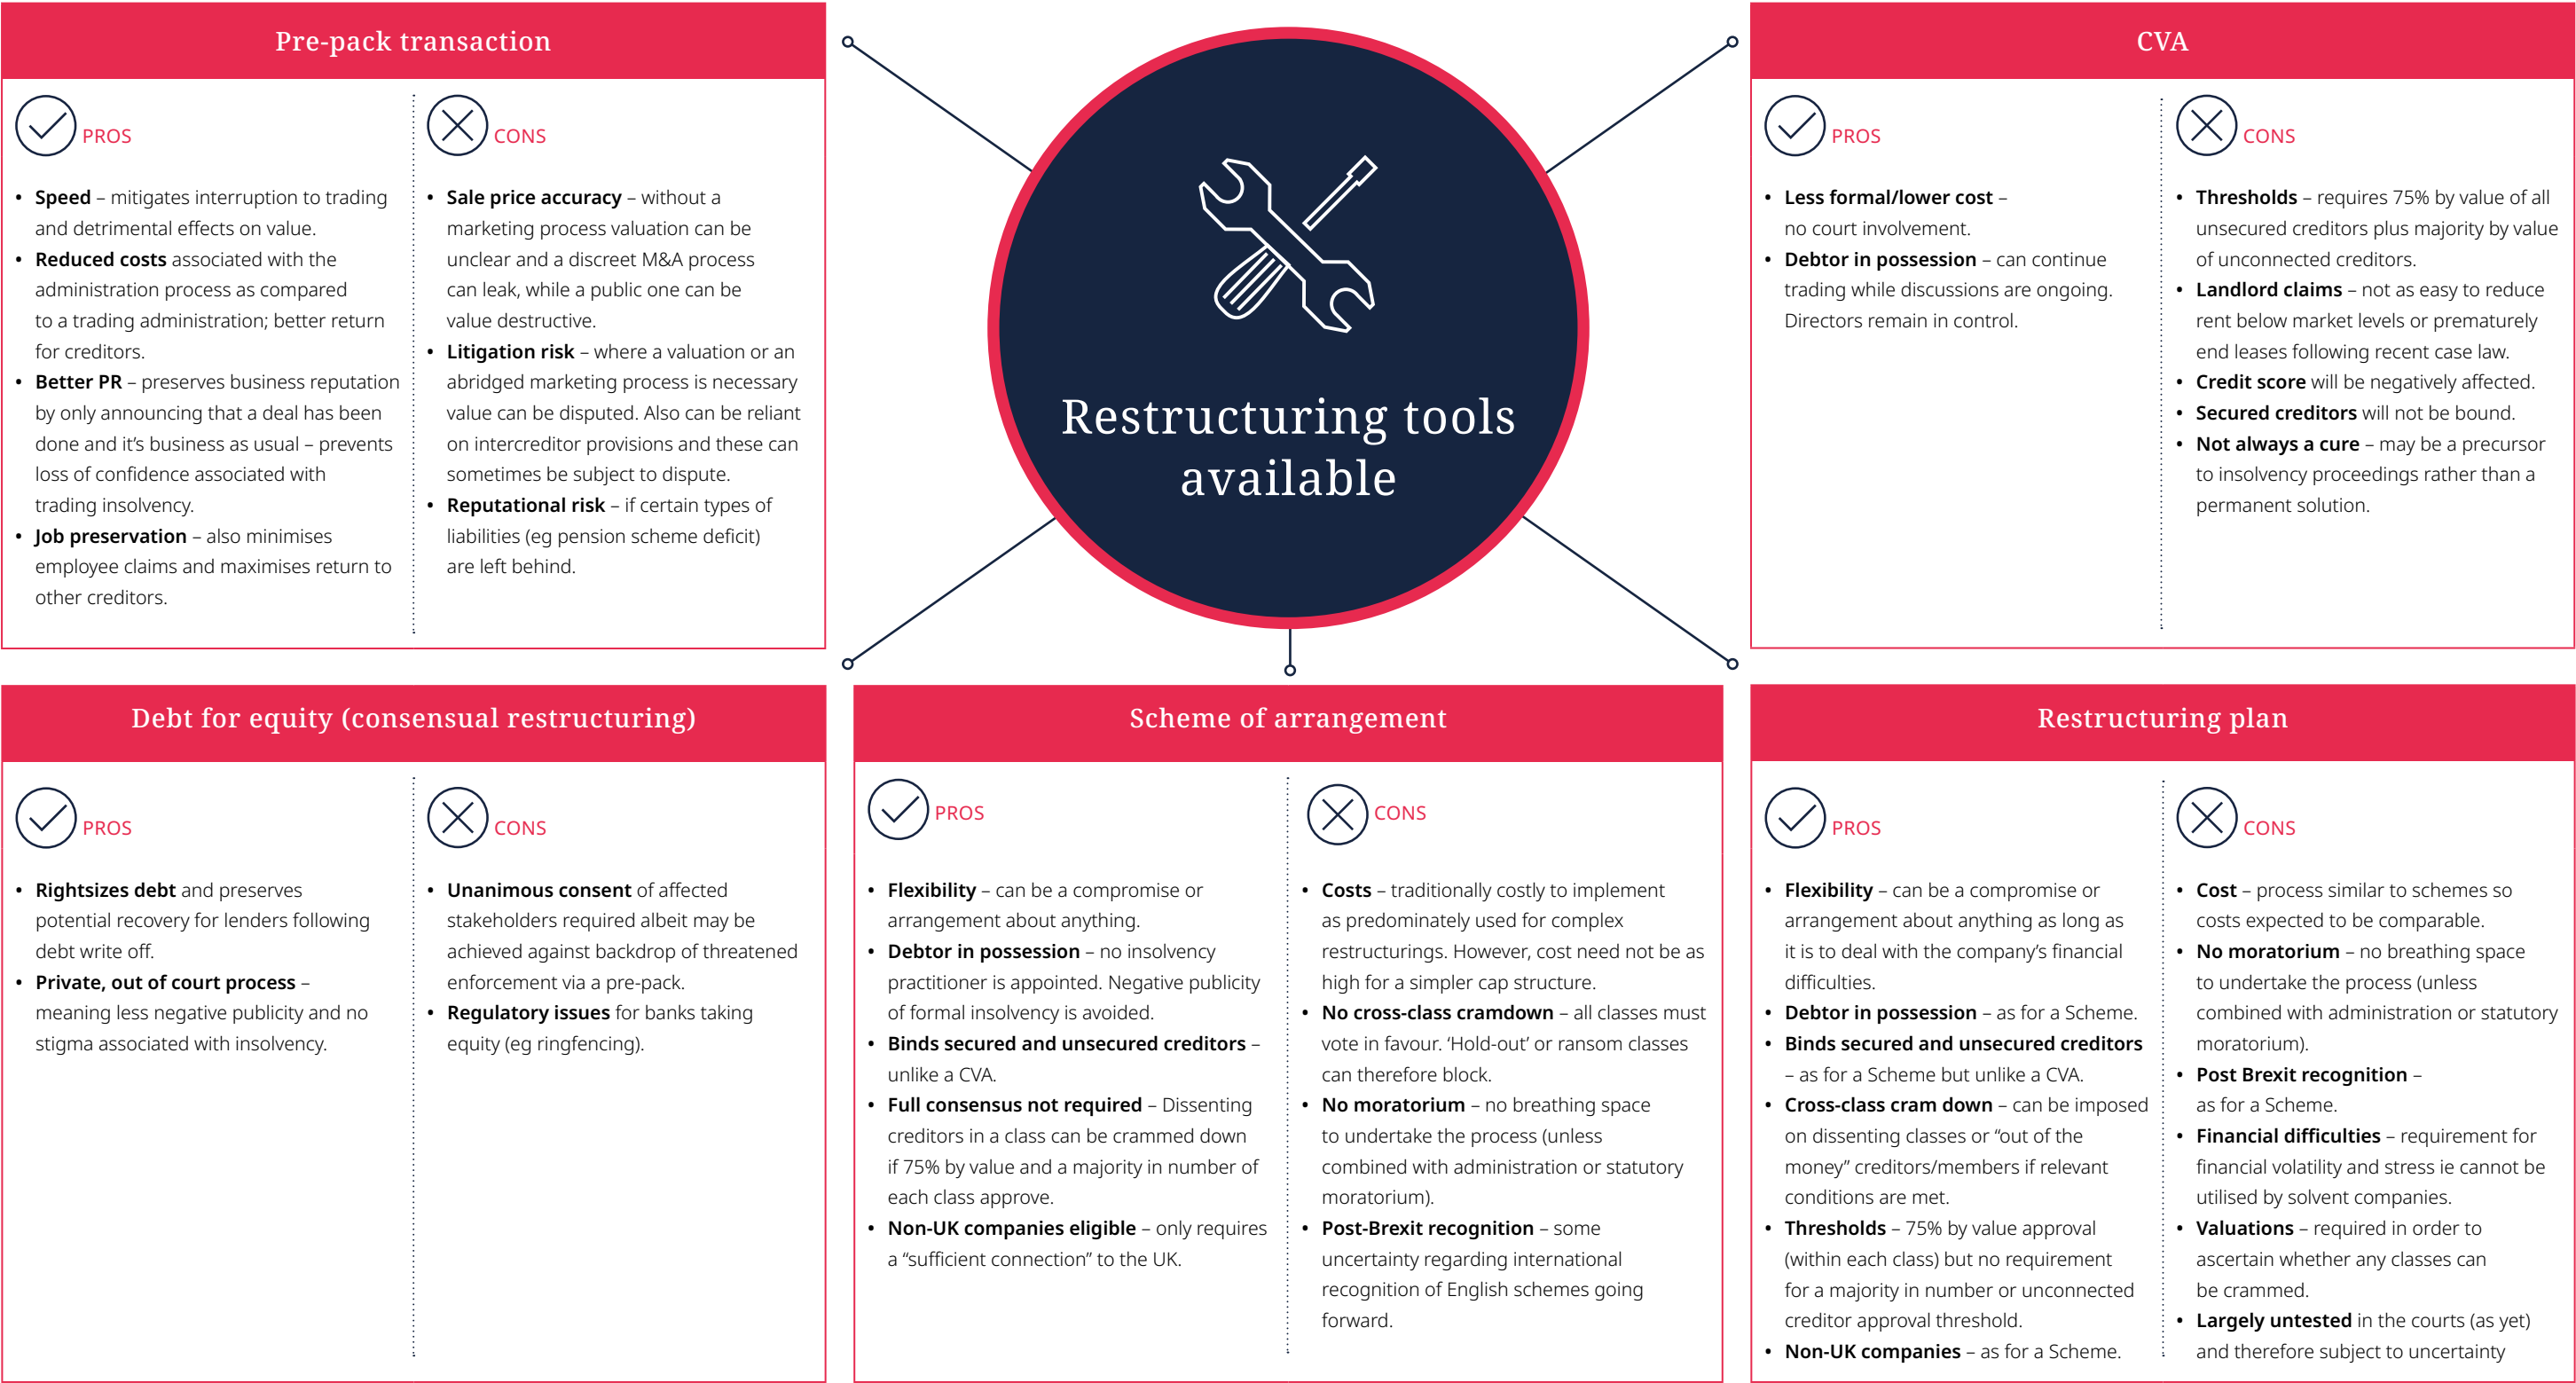 Pre-pack transaction
PROS
• Speed – mitigates interruption to trading
and detrimental effects on value.
• Reduced costs associated with the
administration process as compared
to a trading administration; better return
for creditors.
• Better PR – preserves business reputation
by only announcing that a deal has been
done and it’s business as usual – prevents
loss of confidence associated with
trading insolvency.
• Job preservation – also minimises
employee claims and maximises return to
other creditors.
CONS
• Sale price accuracy – without a
marketing process valuation can be
unclear and a discreet M&A process
can leak, while a public one can be
value destructive.
• Litigation risk – where a valuation or an
abridged marketing process is necessary
value can be disputed. Also can be reliant
on intercreditor provisions and these can
sometimes be subject to dispute.
• Reputational risk – if certain types of
liabilities (eg pension scheme deficit)
are left behind.
Restructuring tools
available
CVA
PROS
• Less formal/lower cost –
no court involvement.
• Debtor in possession – can continue
trading while discussions are ongoing.
Directors remain in control.
CONS
• Thresholds – requires 75% by value of all
unsecured creditors plus majority by value
of unconnected creditors.
• Landlord claims – not as easy to reduce
rent below market levels or prematurely
end leases following recent case law.
• Credit score will be negatively affected.
• Secured creditors will not be bound.
• Not always a cure – may be a precursor
to insolvency proceedings rather than a
permanent solution.
Debt for equity (consensual restructuring)
PROS
• Rightsizes debt and preserves
potential recovery for lenders following
debt write off.
• Private, out of court process –
meaning less negative publicity and no
stigma associated with insolvency.
CONS
• Unanimous consent of affected
stakeholders required albeit may be
achieved against backdrop of threatened
enforcement via a pre-pack.
• Regulatory issues for banks taking
equity (eg ringfencing).
Scheme of arrangement
PROS
• Flexibility – can be a compromise or
arrangement about anything.
• Debtor in possession – no insolvency
practitioner is appointed. Negative publicity
of formal insolvency is avoided.
• Binds secured and unsecured creditors –
unlike a CVA.
• Full consensus not required – Dissenting
creditors in a class can be crammed down
if 75% by value and a majority in number of
each class approve.
• Non-UK companies eligible – only requires
a “sufficient connection” to the UK.
CONS
• Costs – traditionally costly to implement
as predominately used for complex
restructurings. However, cost need not be as
high for a simpler cap structure.
• No cross-class cramdown – all classes must
vote in favour. ‘Hold-out’ or ransom classes
can therefore block.
• No moratorium – no breathing space
to undertake the process (unless
combined with administration or statutory
moratorium).
• Post-Brexit recognition – some
uncertainty regarding international
recognition of English schemes going
forward.
Restructuring plan
PROS
• Flexibility – can be a compromise or
arrangement about anything as long as
it is to deal with the company’s financial
difficulties.
• Debtor in possession – as for a Scheme.
• Binds secured and unsecured creditors
– as for a Scheme but unlike a CVA.
• Cross-class cram down – can be imposed
on dissenting classes or “out of the
money” creditors/members if relevant
conditions are met.
• Thresholds – 75% by value approval
(within each class) but no requirement
for a majority in number or unconnected
creditor approval threshold.
• Non-UK companies – as for a Scheme.
CONS
• Cost – process similar to schemes so
costs expected to be comparable.
• No moratorium – no breathing space
to undertake the process (unless
combined with administration or statutory
moratorium).
• Post Brexit recognition –
as for a Scheme.
• Financial difficulties – requirement for
financial volatility and stress ie cannot be
utilised by solvent companies.
• Valuations – required in order to
ascertain whether any classes can
be crammed.
• Largely untested in the courts (as yet)
and therefore subject to uncertainty